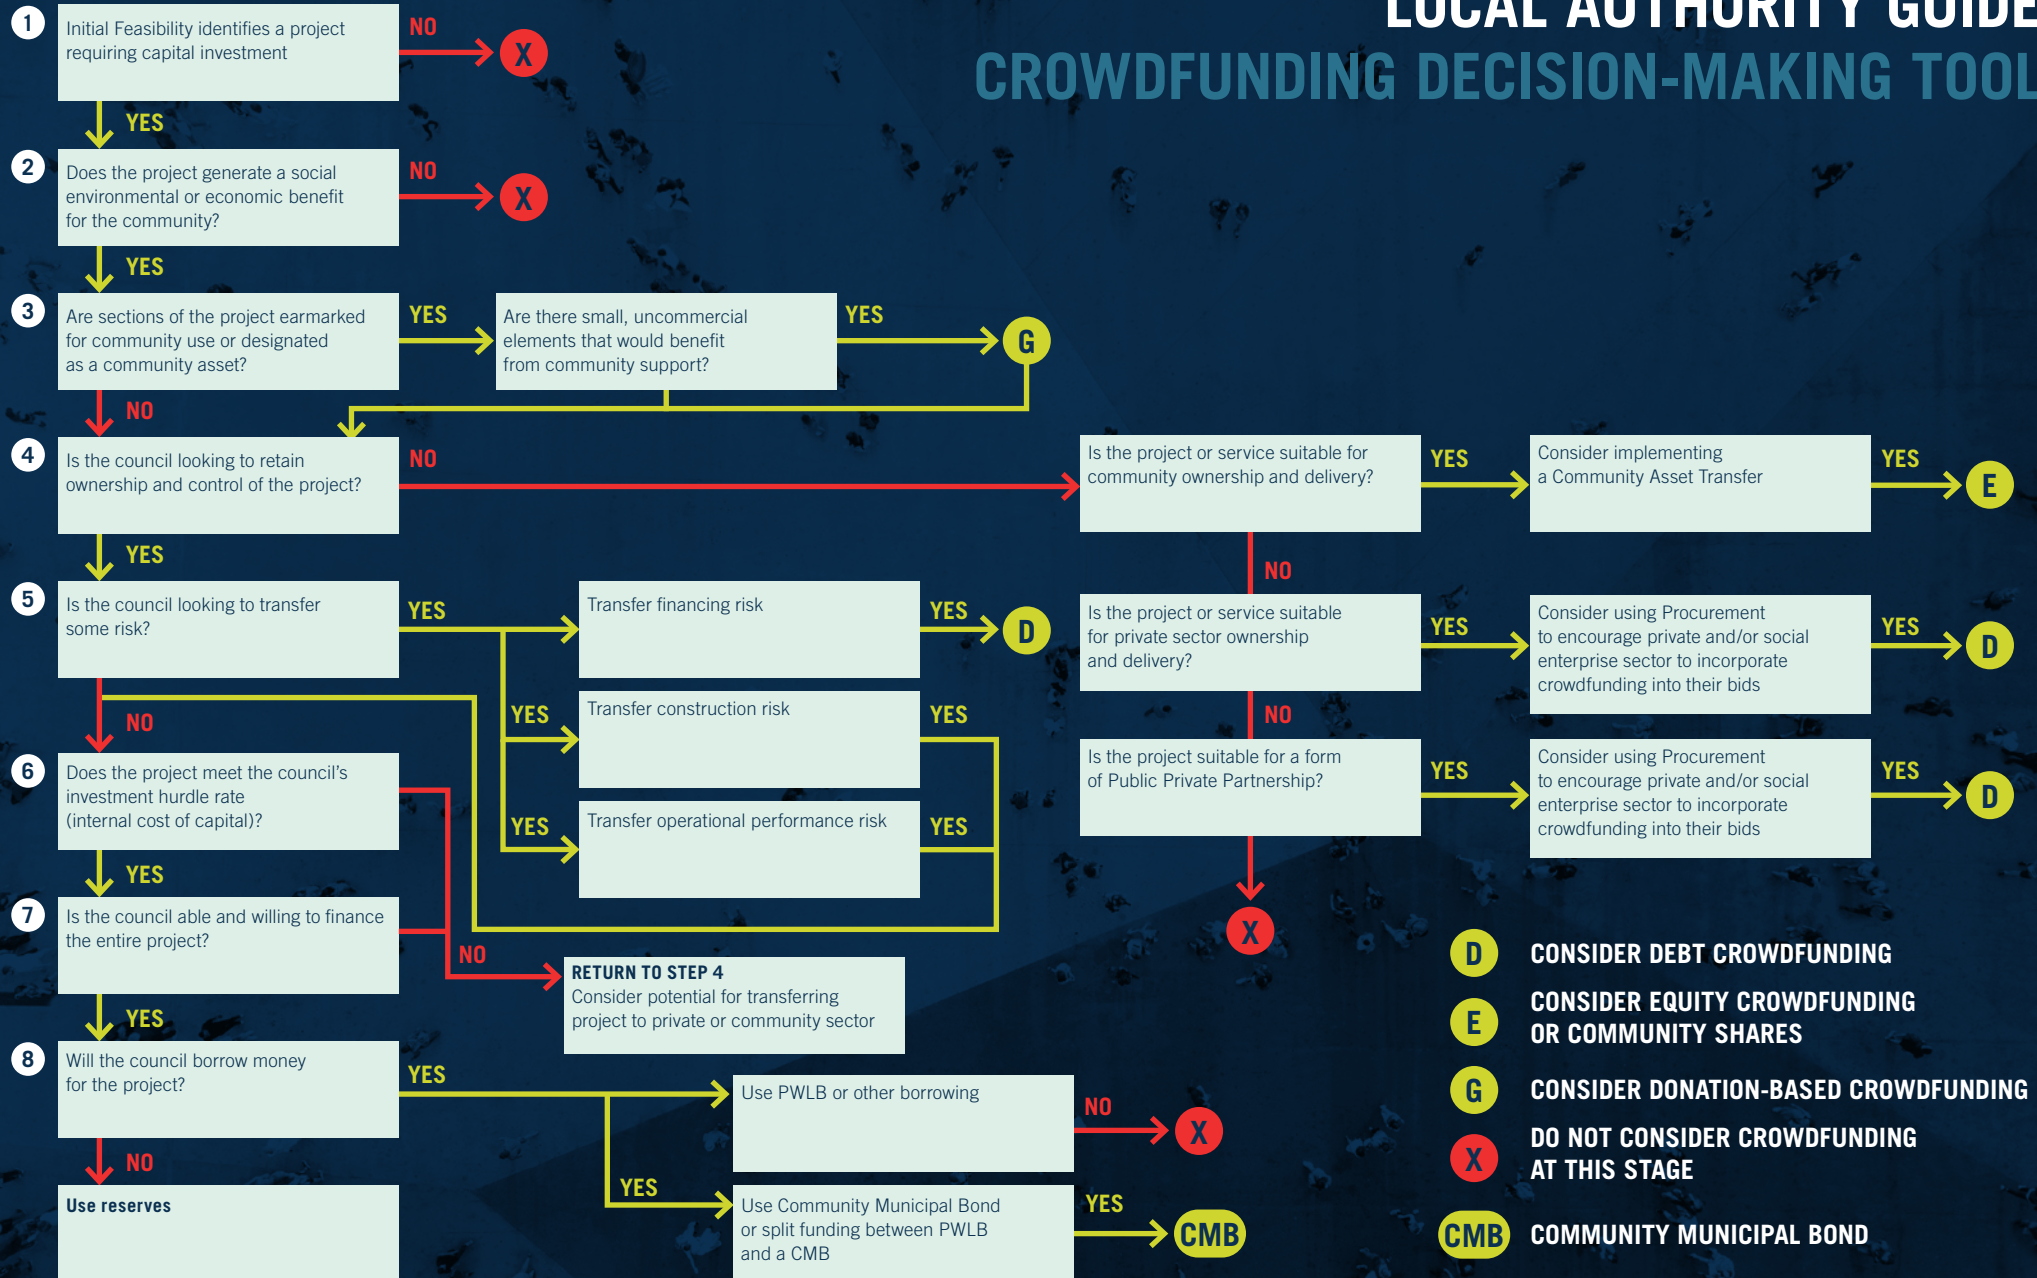 LOCAL AUTHORITY GUIDE
CROWDFUNDING DECISION-MAKING TOOL
1
Initial Feasibility identifies a project
requiring capital investment
NO
X
YES
2
Does the project generate a social
environmental or economic benefit
for the community?
NO
X
YES
3
Are sections of the project earmarked
for community use or designated
as a community asset?
YES
Are there small, uncommercial
elements that would benefit
from community support?
YES
G
NO
4
Is the council looking to retain
ownership and control of the project?
NO
Is the project or service suitable for
community ownership and delivery?
YES
Consider implementing
a Community Asset Transfer
YES
E
YES
NO
5
Is the council looking to transfer
some risk?
YES
Transfer financing risk
YES
D
Is the project or service suitable
for private sector ownership
and delivery?
YES
Consider using Procurement
to encourage private and/or social
enterprise sector to incorporate
crowdfunding into their bids
YES
D
NO
YES
Transfer construction risk
YES
NO
6
Does the project meet the council's
investment hurdle rate
(internal cost of capital)?
YES
Transfer operational performance risk
YES
Is the project suitable for a form
of Public Private Partnership?
YES
Consider using Procurement
to encourage private and/or social
enterprise sector to incorporate
crowdfunding into their bids
YES
D
YES
X
7
Is the council able and willing to finance
the entire project?
NO
RETURN TO STEP 4
Consider potential for transferring
project to private or community sector
YES
8
Will the council borrow money
for the project?
YES
Use PWLB or other borrowing
NO
X
NO
Use reserves
YES
Use Community Municipal Bond
or split funding between PWLB
and a CMB
YES
CMB
D
CONSIDER DEBT CROWDFUNDING
E
CONSIDER EQUITY CROWDFUNDING
OR COMMUNITY SHARES
G
CONSIDER DONATION-BASED CROWDFUNDING
X
DO NOT CONSIDER CROWDFUNDING
AT THIS STAGE
CMB
COMMUNITY MUNICIPAL BOND